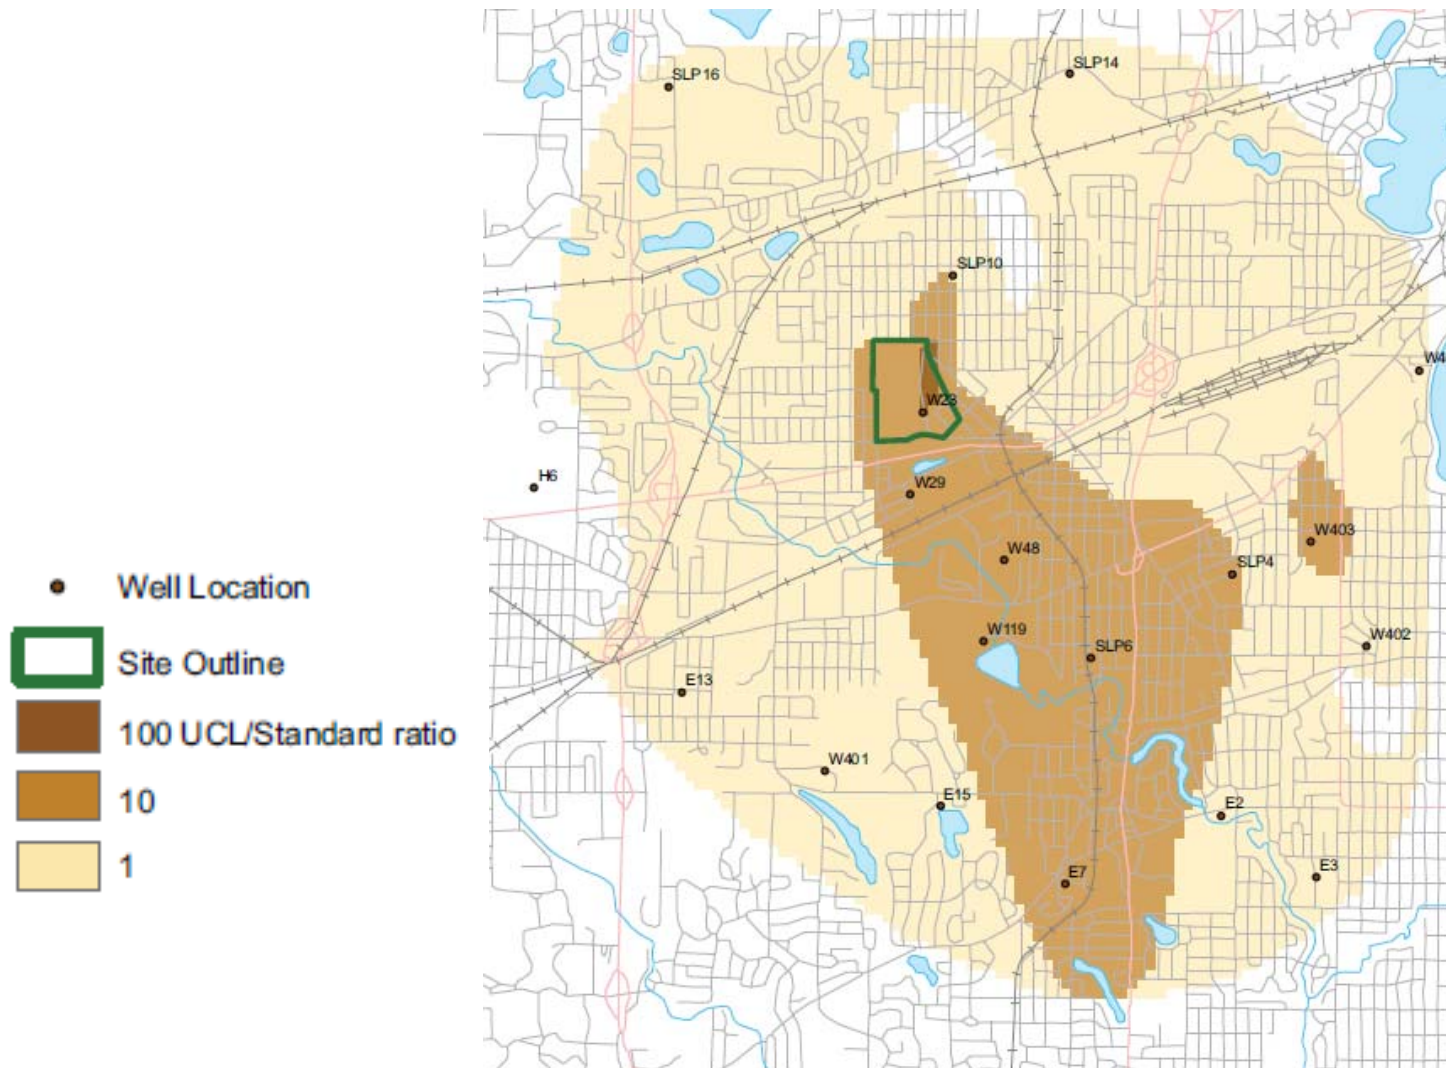 SLP16
SLP14
SLP10
W4
W23
H6
W29
W403
W48
SLP4
Well Location
W119
SLP6
W402
Site Outline
E13
100 UCL/Standard ratio
W401
10
E15
E2
1
E7
E3